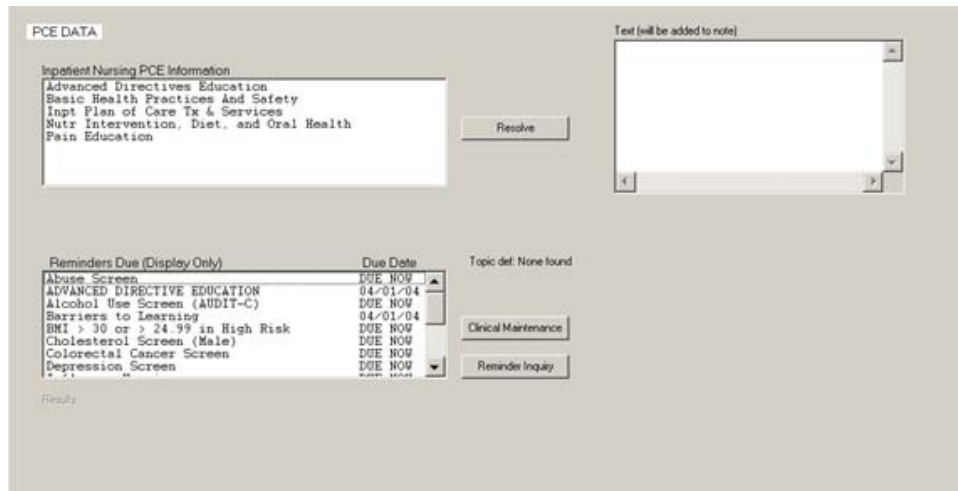 PCE DATA
Text (will be added to note)
Inpatient Nursing PCE Information
Advanced Directives Education
Basic Health Practices And Safety
Inpt Plan of Care Tx & Services
Nutr Intervention, Diet, and Oral Health
Pain Education
Resolve
Reminders Due (Display Only) Due Date
Topic def: None found
Abuse Screen DUE NOW
ADVANCED DIRECTIVE EDUCATION 04/01/04
Alcohol Use Screen (AUDIT-C) DUE NOW
Barriers to Learning 04/01/04
BMI > 30 or > 24.99 in High Risk DUE NOW
Cholesterol Screen (Male) DUE NOW
Colorectal Cancer Screen DUE NOW
Depression Screen DUE NOW
DUE NOW
Clinical Maintenance
Reminder Inquiry
Results